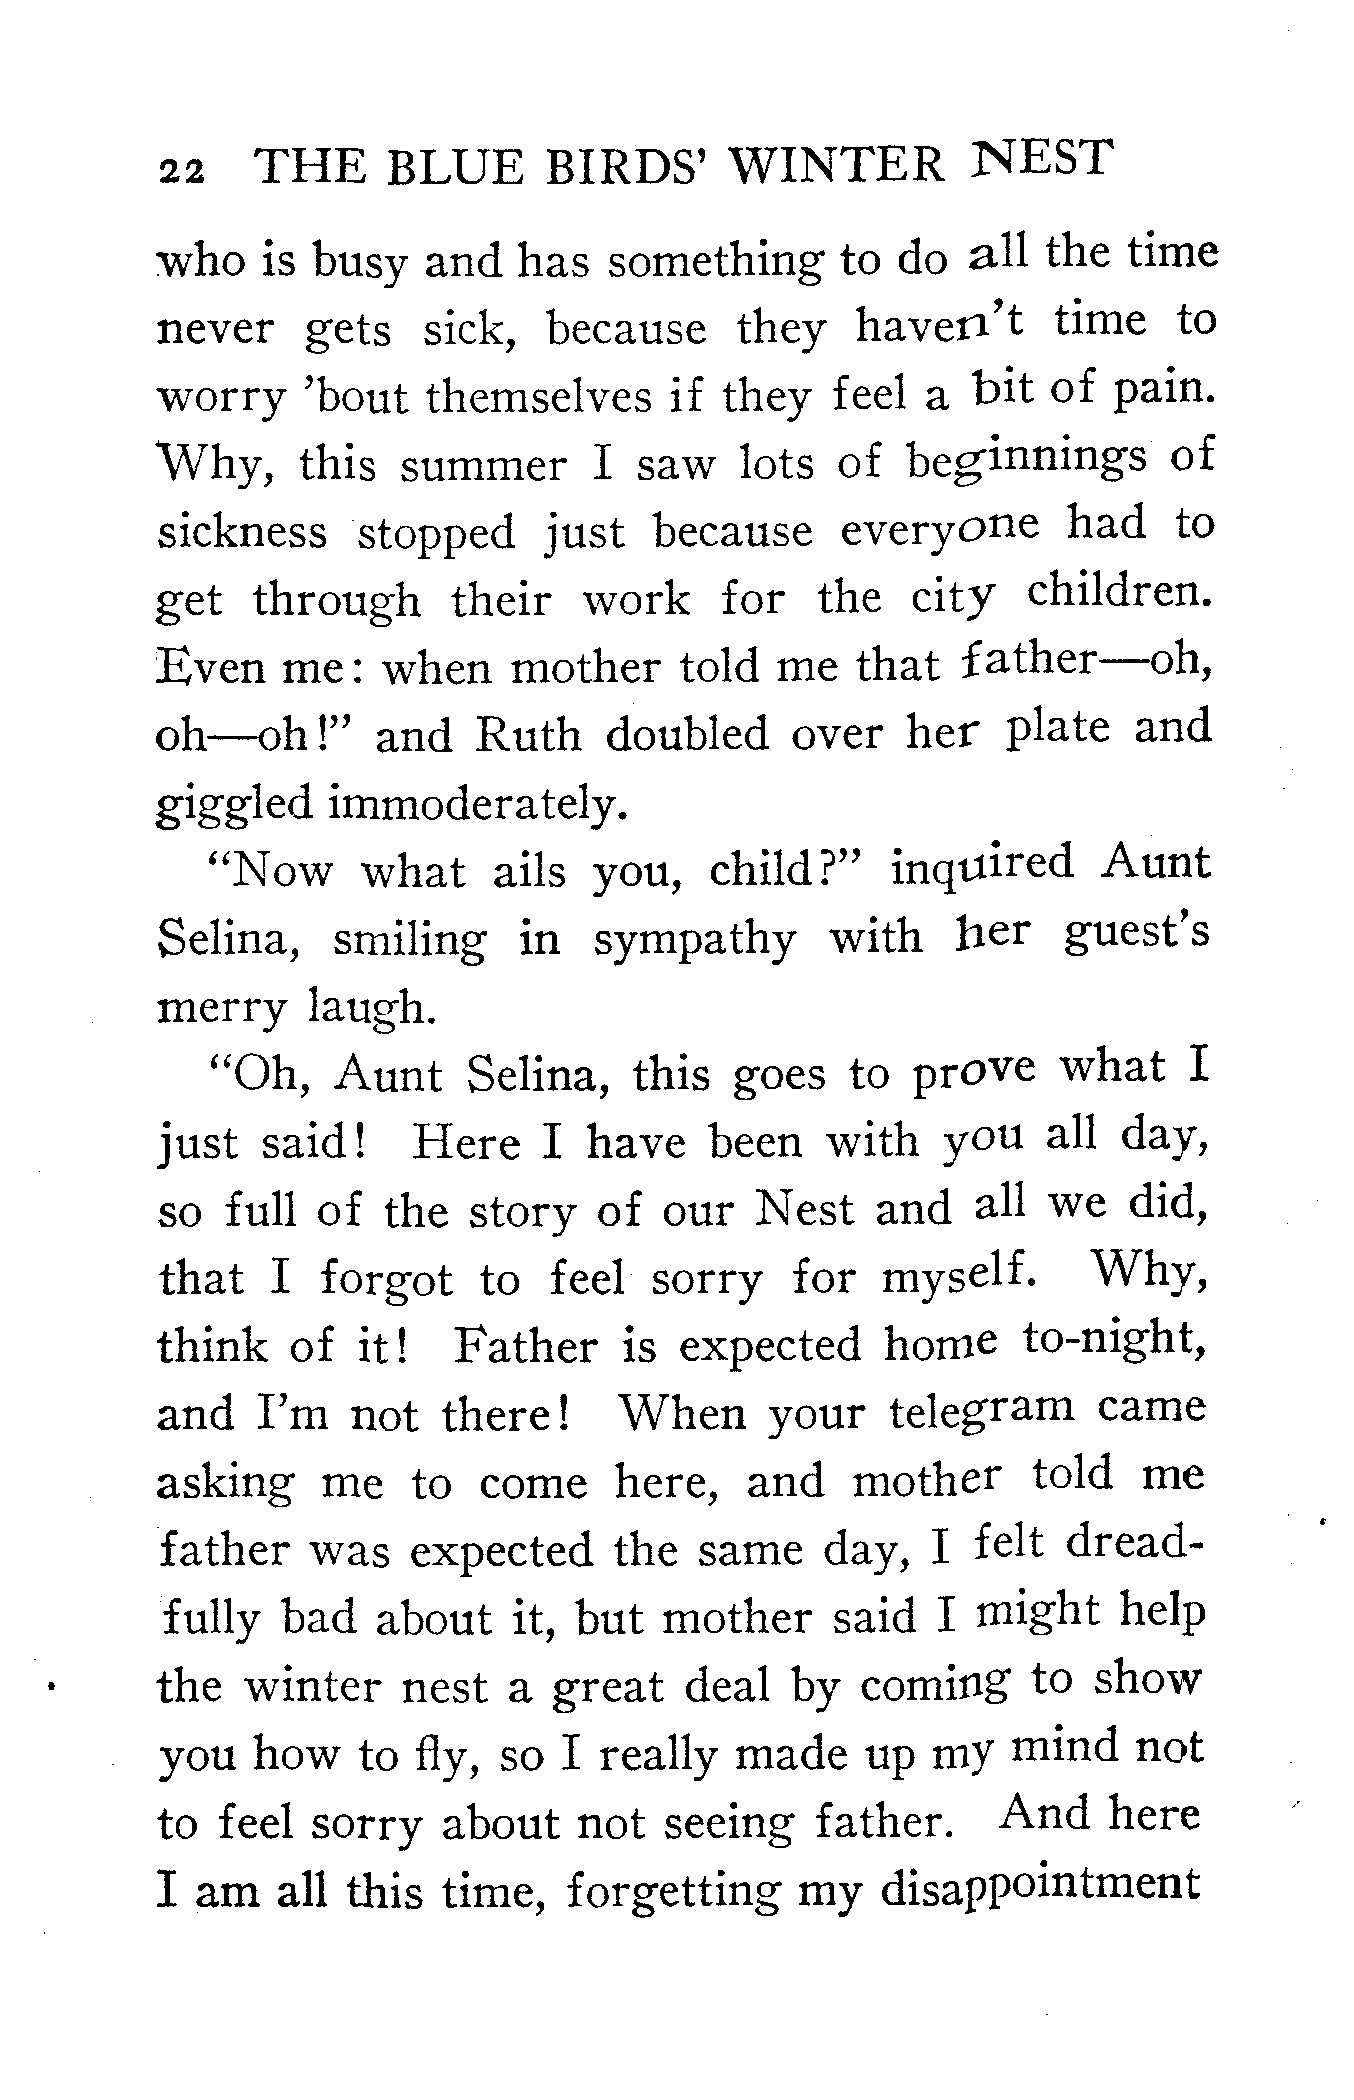 22 THE BLUE BIRDS' WINTER NEST
who is busy and has something to do all the time
never gets sick, because they haven't time to
worry 'bout themselves if they feel a bit of pain.
Why, this summer I saw lots of beginnings of
sickness stopped just because everyone had to
get through their work for the city children.
Even me: when mother told me that father—oh,
oh—oh!" and Ruth doubled over her plate and
giggled immoderately.
"Now what ails you, child?" inquired Aunt
Selina, smiling in sympathy with her guest's
merry laugh.
"Oh, Aunt Selina, this goes to prove what I
just said! Here I have been with you all day,
so full of the story of our Nest and all we did,
that I forgot to feel sorry for myself. Why,
think of it! Father is expected home to-night,
and I'm not there! When your telegram came
asking me to come here, and mother told me
father was expected the same day, I felt dread-
fully bad about it, but mother said I might help
the winter nest a great deal by coming to show
you how to fly, so I really made up my mind not
to feel sorry about not seeing father. And here
I am all this time, forgetting my disappointment